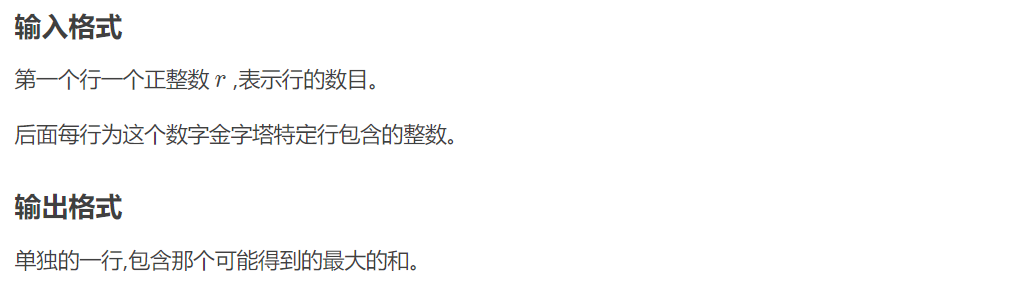 输入格式
第一个行一个正整数 r ,表示行的数目。
后面每行为这个数字金字塔特定行包含的整数。
输出格式
单独的一行,包含那个可能得到的最大的和。